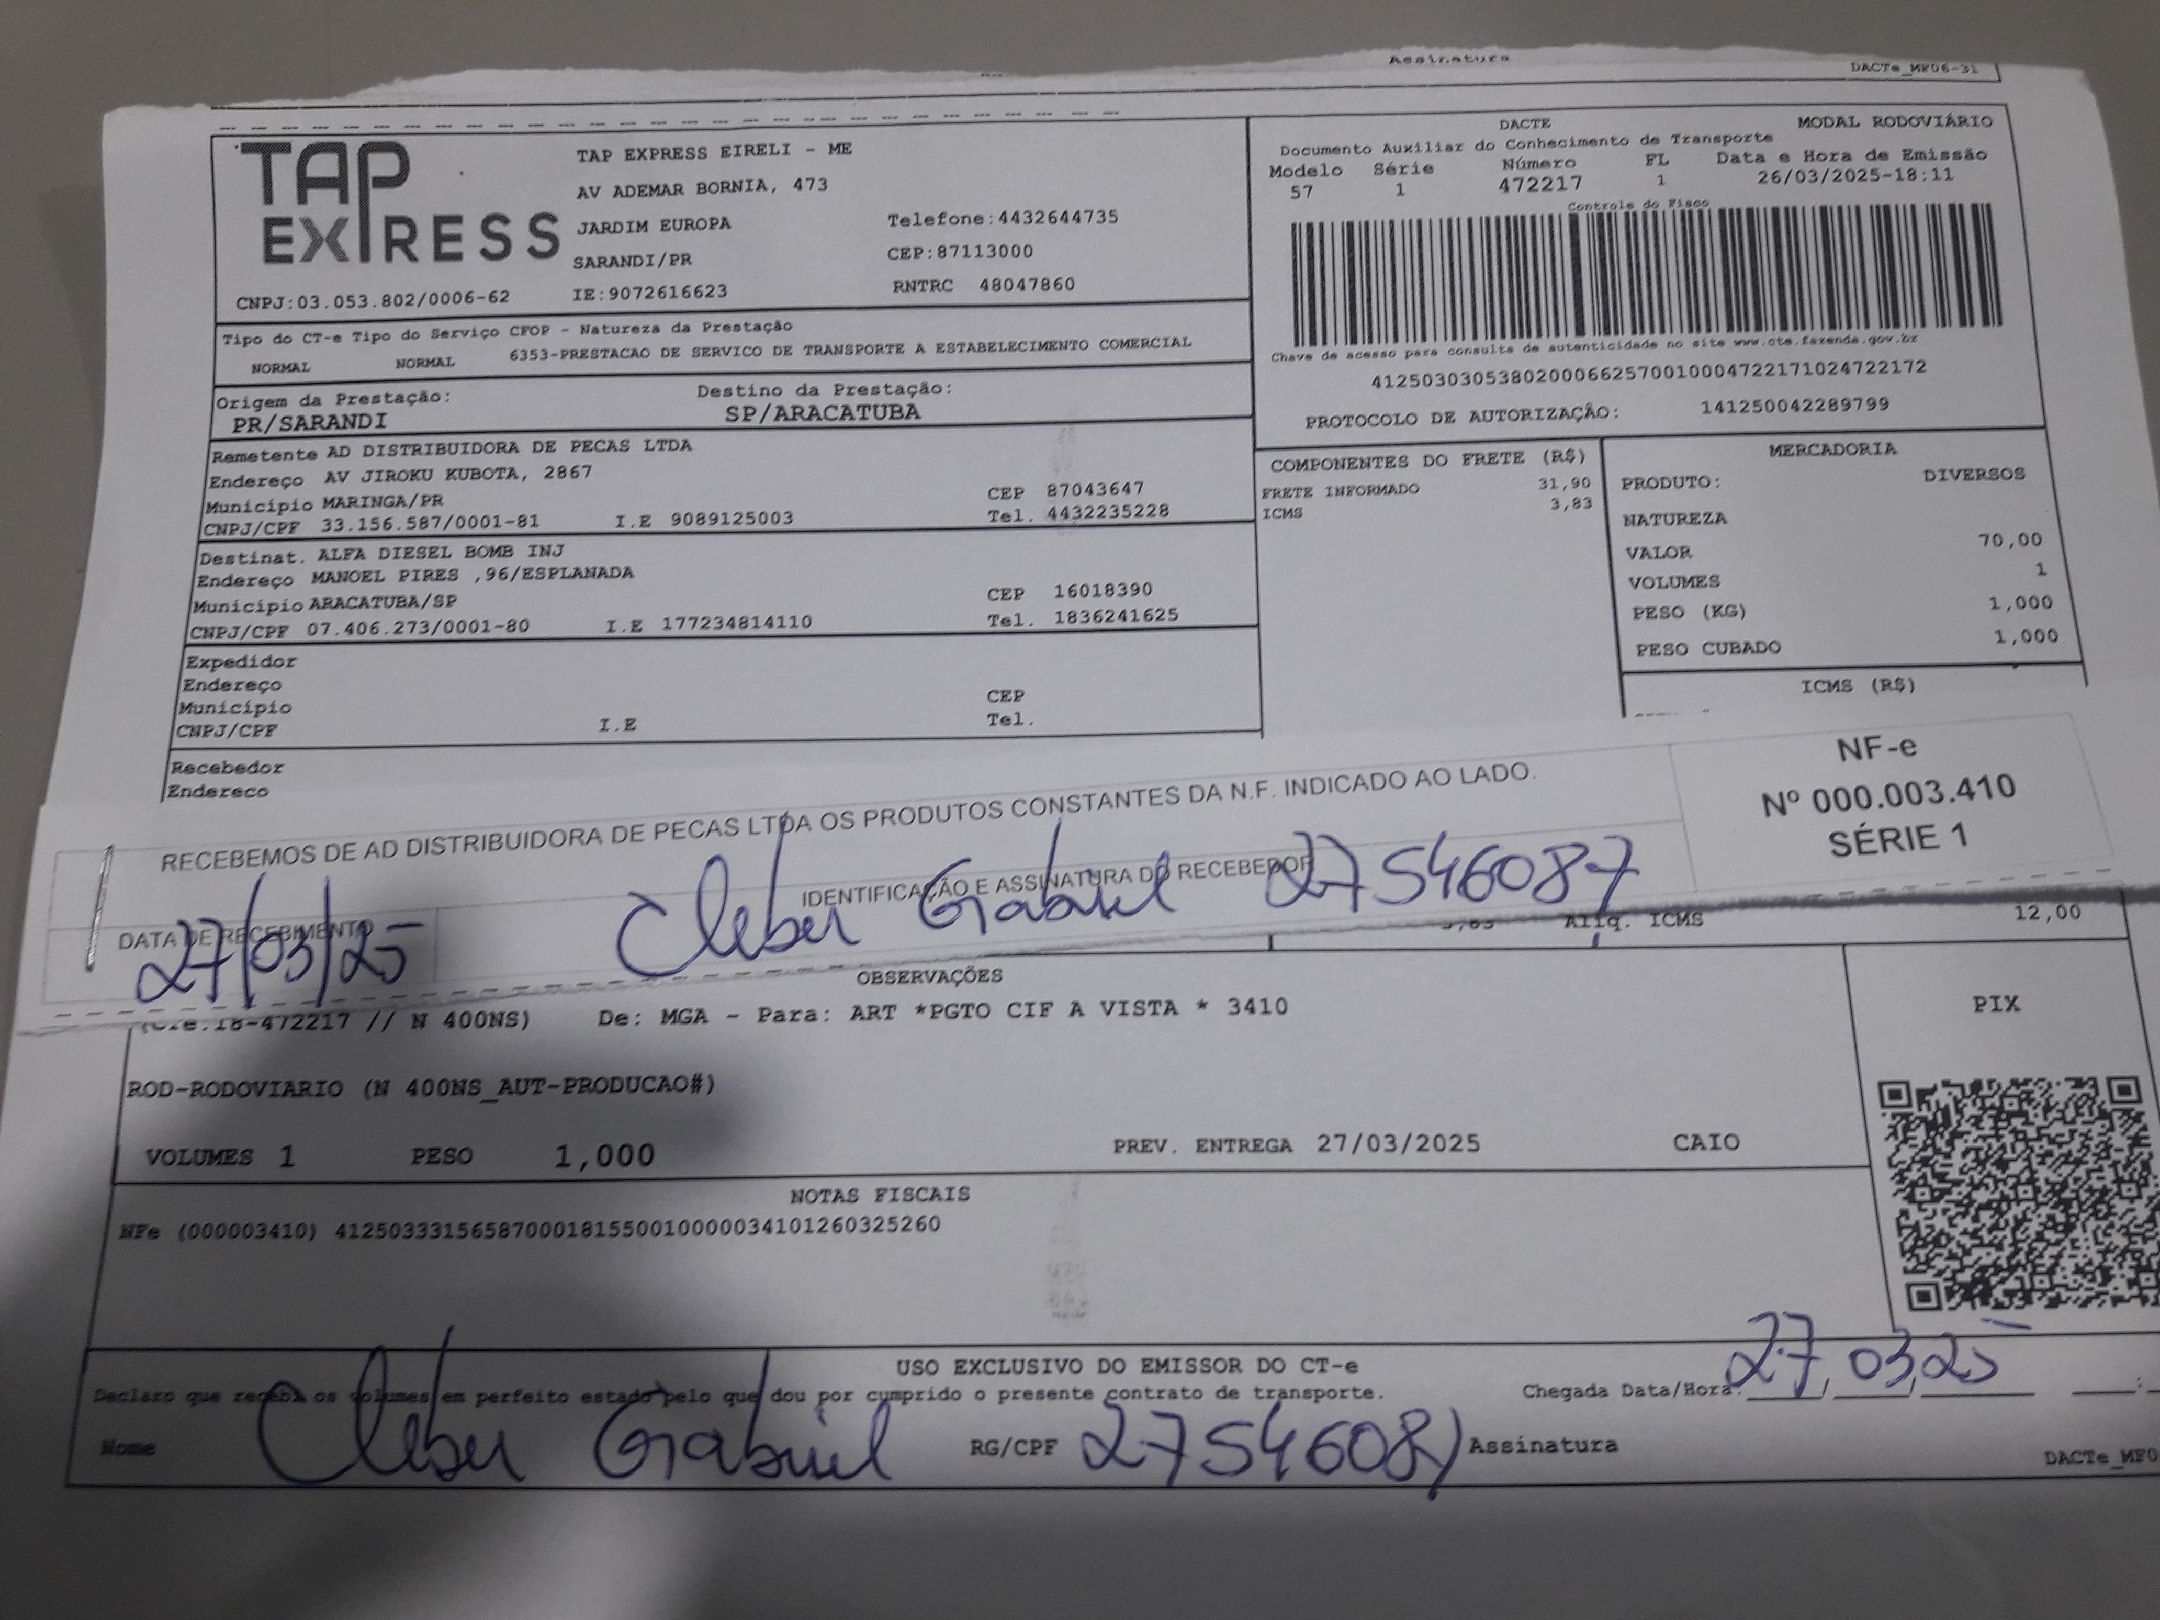 Assinatura
DACTe_MF06-31
TAP EXPRESS
TAP EXPRESS EIRELI - ME
AV ADEMAR BORNIA, 473
JARDIM EUROPA Telefone:4432644735
SARANDI/PR CEP:87113000
CNPJ:03.053.802/0006-62 IE:9072616623 RNTRC 48047860
DACTE MODAL RODOVIÁRIO
Documento Auxiliar do Conhecimento de Transporte
Modelo Série Número FL Data e Hora de Emissão
57 1 472217 1 26/03/2025-18:11
Controle do Fisco
Chave de acesso para consulta de autenticidade no site www.cte.fazenda.gov.br
41250303053802000662570010004722171024722172
PROTOCOLO DE AUTORIZAÇÃO: 141250042289799
Tipo do CT-e Tipo do Serviço CFOP - Natureza da Prestação
NORMAL NORMAL 6353-PRESTACAO DE SERVICO DE TRANSPORTE A ESTABELECIMENTO COMERCIAL
Origem da Prestação: Destino da Prestação:
PR/SARANDI SP/ARACATUBA
Remetente AD DISTRIBUIDORA DE PECAS LTDA
Endereço AV JIROKU KUBOTA, 2867
Município MARINGA/PR CEP 87043647
CNPJ/CPF 33.156.587/0001-81 I.E 9089125003 Tel. 4432235228
Destinat. ALFA DIESEL BOMB INJ
Endereço MANOEL PIRES ,96/ESPLANADA
Município ARACATUBA/SP CEP 16018390
CNPJ/CPF 07.406.273/0001-80 I.E 177234814110 Tel. 1836241625
Expedidor
Endereço
Município CEP
CNPJ/CPF I.E Tel.
Recebedor
Endereco
COMPONENTES DO FRETE (R$)
FRETE INFORMADO 31,90
ICMS 3,83
MERCADORIA
PRODUTO: DIVERSOS
NATUREZA
VALOR 70,00
VOLUMES 1
PESO (KG) 1,000
PESO CUBADO 1,000
ICMS (R$)
RECEBEMOS DE AD DISTRIBUIDORA DE PECAS LTDA OS PRODUTOS CONSTANTES DA N.F. INDICADO AO LADO.
NF-e
Nº 000.003.410
SÉRIE 1
DATA DE RECEBIMENTO IDENTIFICAÇÃO E ASSINATURA DO RECEBEDOR
27/03/25 Cleber Gabriel 27546087
3,83 Aliq. ICMS 12,00
OBSERVAÇÕES
(Cte.18-472217 // N 400NS) De: MGA - Para: ART *PGTO CIF A VISTA * 3410
PIX
ROD-RODOVIARIO (N 400NS_AUT-PRODUCAO#)
VOLUMES 1 PESO 1,000 PREV. ENTREGA 27/03/2025 CAIO
NOTAS FISCAIS
NFe (000003410) 41250333156587000181550010000034101260325260
USO EXCLUSIVO DO EMISSOR DO CT-e
Declaro que recebi os volumes em perfeito estado pelo que dou por cumprido o presente contrato de transporte. Chegada Data/Hora: 27 03 25
Nome Cleber Gabriel RG/CPF 27546087 Assinatura
DACTe_MF0